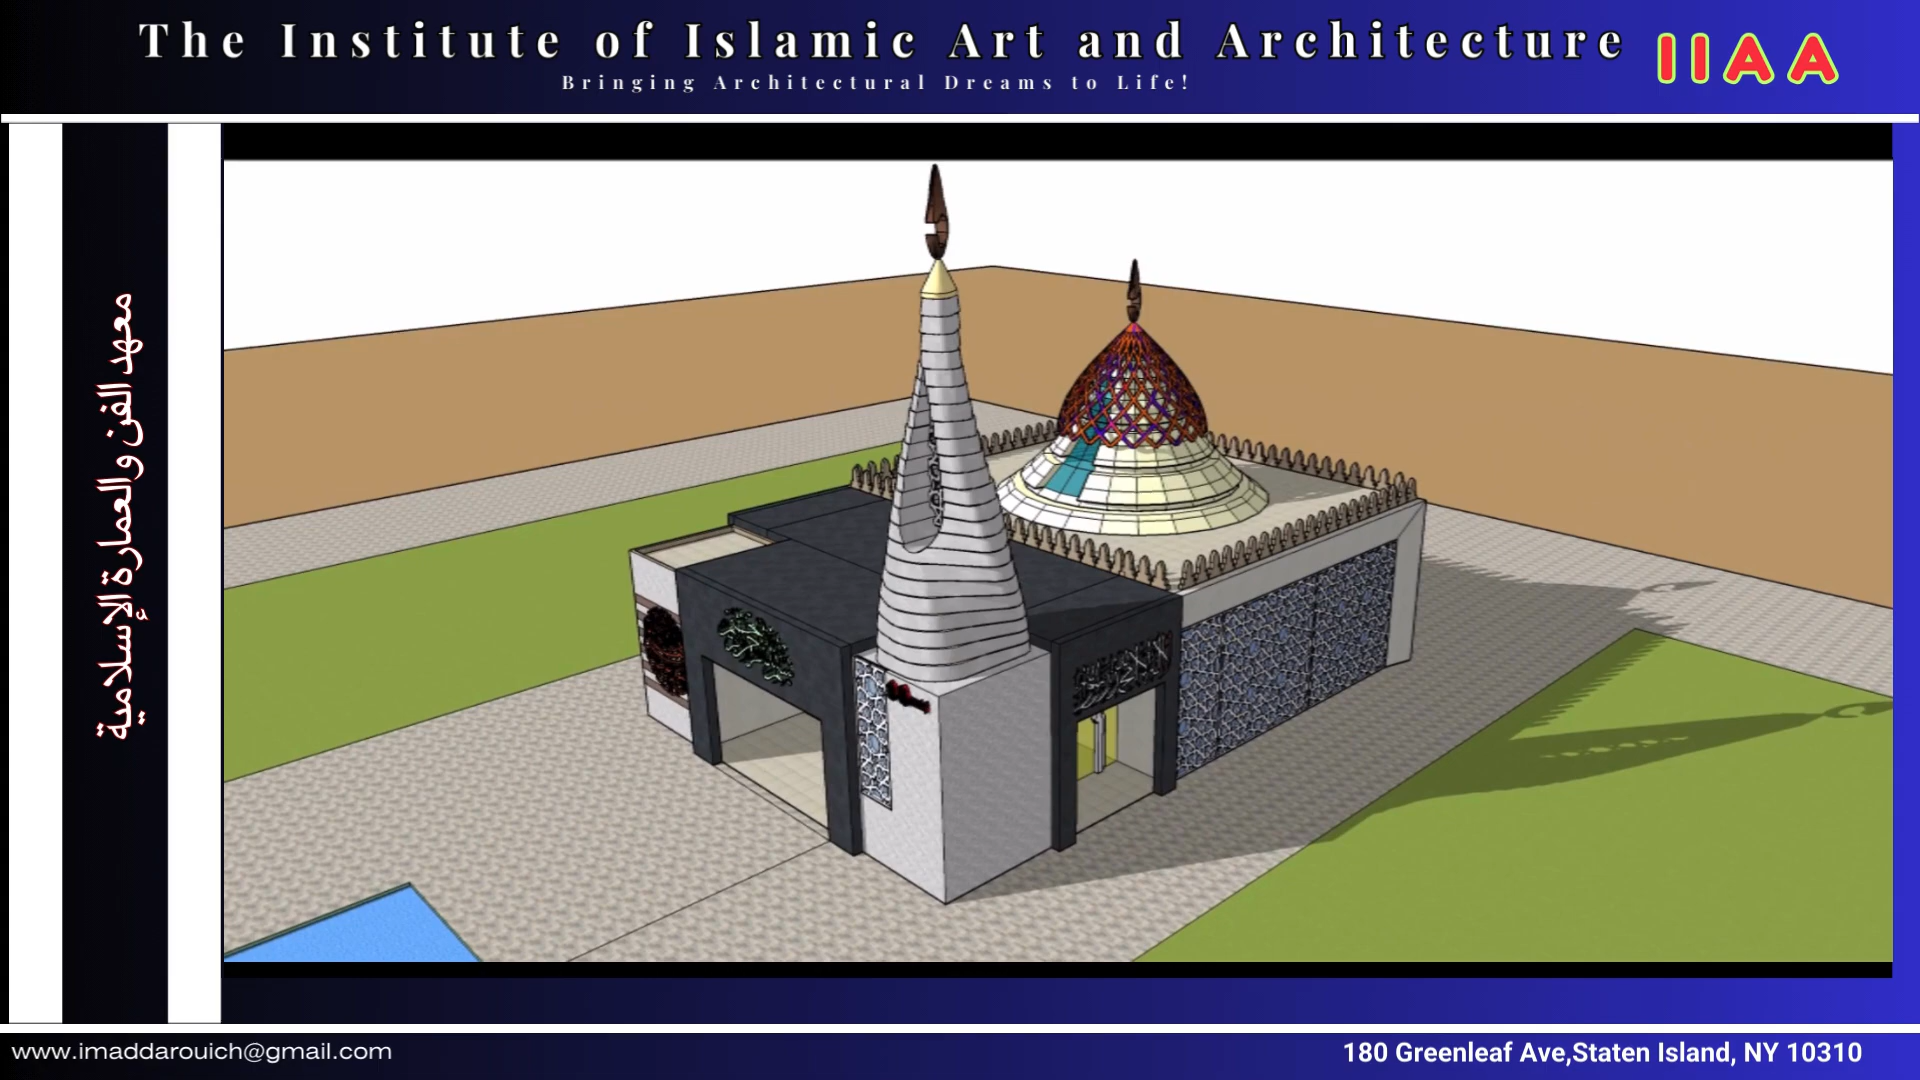 The Institute of Islamic Art and Architecture
IIAA
Bringing Architectural Dreams to Life!
معهد الفن والعمارة الإسلامية
www.imaddarouich@gmail.com
180 Greenleaf Ave,Staten Island, NY 10310